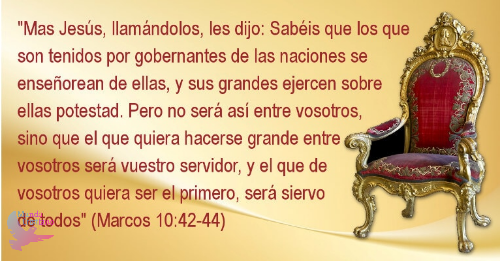 "Mas Jesús, llamándolos, les dijo: Sabéis que los que
son tenidos por gobernantes de las naciones se
enseñorean de ellas, y sus grandes ejercen sobre
ellas potestad. Pero no será así entre vosotros,
sino que el que quiera hacerse grande entre
vosotros será vuestro servidor, y el que de
vosotros quiera ser el primero, será siervo
de todos" (Marcos 10:42-44)